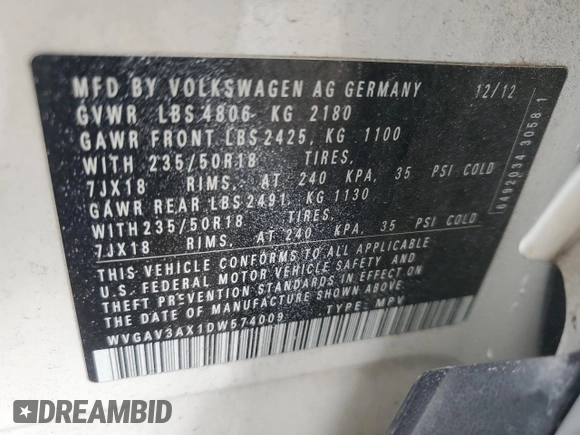 MFD BY VOLKSWAGEN AG GERMANY 12/12
GVWR LBS 4806 KG 2180
GAWR FRONT LBS 2425, KG 1100
WITH 235/50R18 TIRES,
7JX18 RIMS, AT 240 KPA, 35 PSI COLD
GAWR REAR LBS 2491, KG 1130
WITH 235/50R18 TIRES,
7JX18 RIMS, AT 240 KPA, 35 PSI COLD
THIS VEHICLE CONFORMS TO ALL APPLICABLE
U.S. FEDERAL MOTOR VEHICLE SAFETY AND
THEFT PREVENTION STANDARDS IN EFFECT ON
THE DATE OF MANUFACTURE SHOWN ABOVE
WVGAV3AX1DW574009 TYPE: MPV
6492034 3058.1
DREAMBID